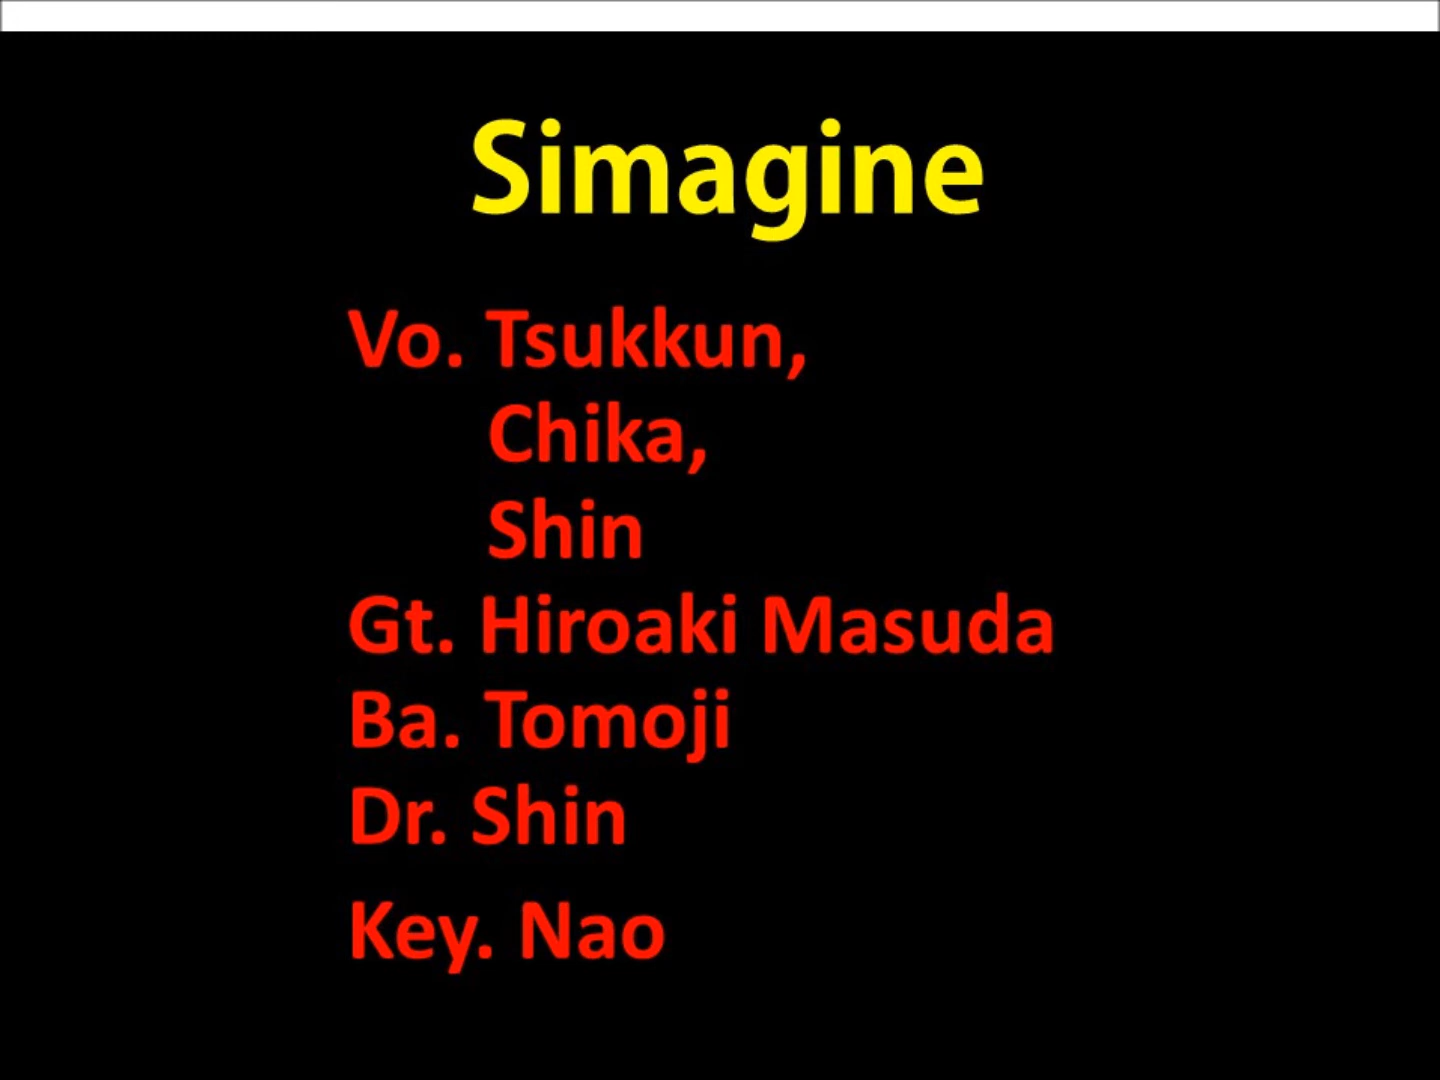 Simagine
Vo. Tsukkun,
Chika,
Shin
Gt. Hiroaki Masuda
Ba. Tomoji
Dr. Shin
Key. Nao